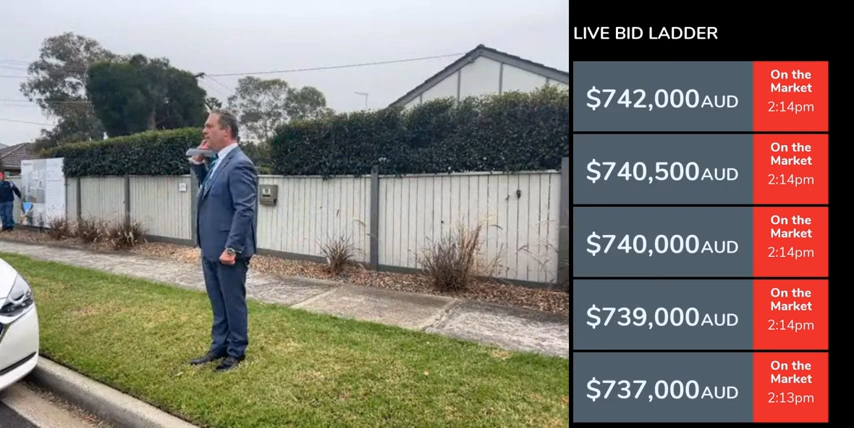 LIVE BID LADDER
$742,000AUD
On the
Market
2:14pm
$740,500AUD
On the
Market
2:14pm
$740,000AUD
On the
Market
2:14pm
$739,000AUD
On the
Market
2:14pm
$737,000AUD
On the
Market
2:13pm